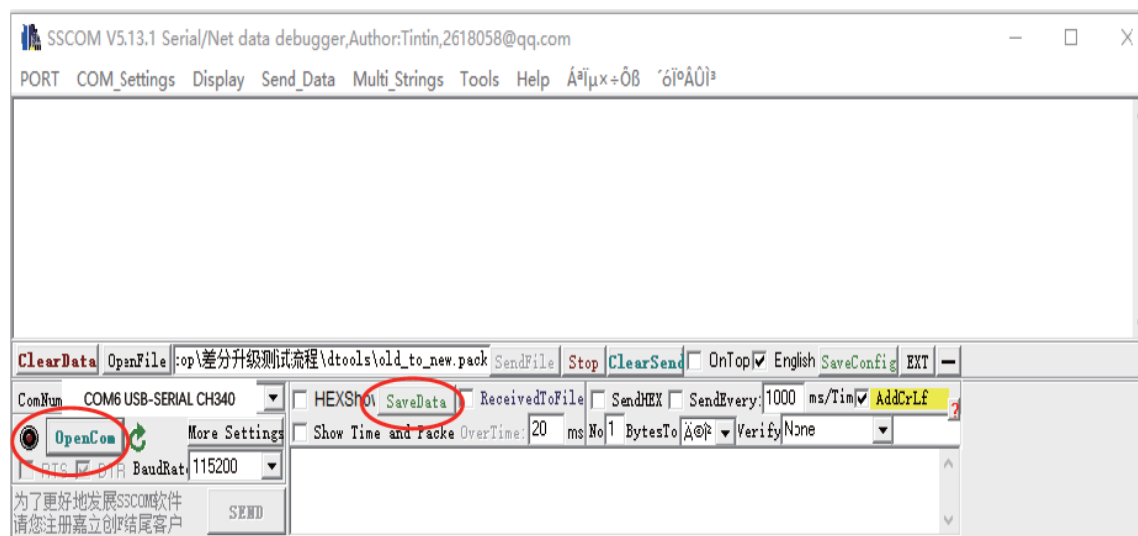 SSCOM V5.13.1 Serial/Net data debugger,Author:Tintin,2618058@qq.com
PORT COM_Settings Display Send_Data Multi_Strings Tools Help ÁªÏµ×÷Õß ´óÏºÂÛÌ³
ClearData OpenFile :op\差分升级测试流程\dtools\old_to_new.pack SendFile Stop ClearSend OnTop English SaveConfig EXT
ComNum COM6 USB-SERIAL CH340 HEXShow SaveData ReceivedToFile SendHEX SendEvery: 1000 ms/Tim AddCrLf ?
OpenCom More Settings Show Time and Packe OverTime: 20 ms No 1 BytesTo Verify None
RTS DTR BaudRat 115200
为了更好地发展SSCOM软件
请您注册嘉立创F结尾客户
SEND